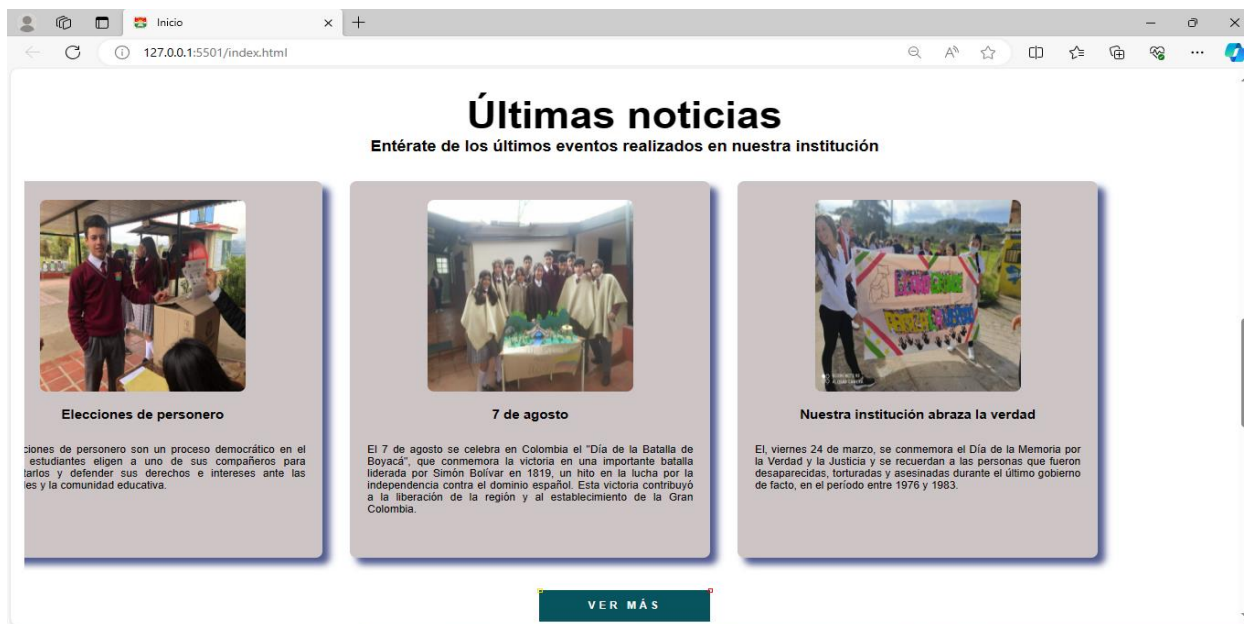 Inicio
127.0.0.1:5501/index.html
Últimas noticias
Entérate de los últimos eventos realizados en nuestra institución
Elecciones de personero
ciones de personero son un proceso democrático en el
estudiantes eligen a uno de sus compañeros para
tarlos y defender sus derechos e intereses ante las
les y la comunidad educativa.
7 de agosto
El 7 de agosto se celebra en Colombia el "Día de la Batalla de
Boyacá", que conmemora la victoria en una importante batalla
liderada por Simón Bolívar en 1819, un hito en la lucha por la
independencia contra el dominio español. Esta victoria contribuyó
a la liberación de la región y al establecimiento de la Gran
Colombia.
Nuestra institución abraza la verdad
El, viernes 24 de marzo, se conmemora el Día de la Memoria por
la Verdad y la Justicia y se recuerdan a las personas que fueron
desaparecidas, torturadas y asesinadas durante el último gobierno
de facto, en el período entre 1976 y 1983.
VER MÁS